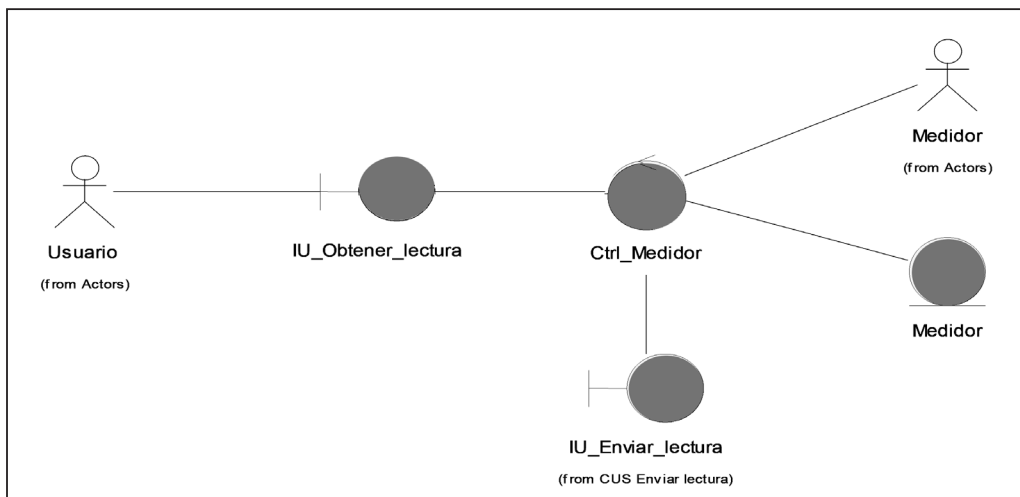 Medidor
(from Actors)
Usuario
(from Actors)
IU_Obtener_lectura
Ctrl_Medidor
Medidor
IU_Enviar_lectura
(from CUS Enviar lectura)